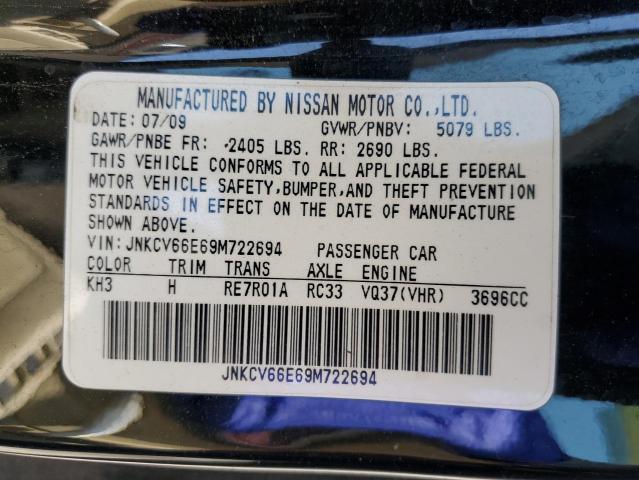 MANUFACTURED BY NISSAN MOTOR CO.,LTD.
DATE: 07/09 GVWR/PNBV: 5079 LBS.
GAWR/PNBE FR: 2405 LBS. RR: 2690 LBS.
THIS VEHICLE CONFORMS TO ALL APPLICABLE FEDERAL
MOTOR VEHICLE SAFETY,BUMPER,AND THEFT PREVENTION
STANDARDS IN EFFECT ON THE DATE OF MANUFACTURE
SHOWN ABOVE.
VIN: JNKCV66E69M722694 PASSENGER CAR
COLOR TRIM TRANS AXLE ENGINE
KH3 H RE7R01A RC33 VQ37(VHR) 3696CC
JNKCV66E69M722694